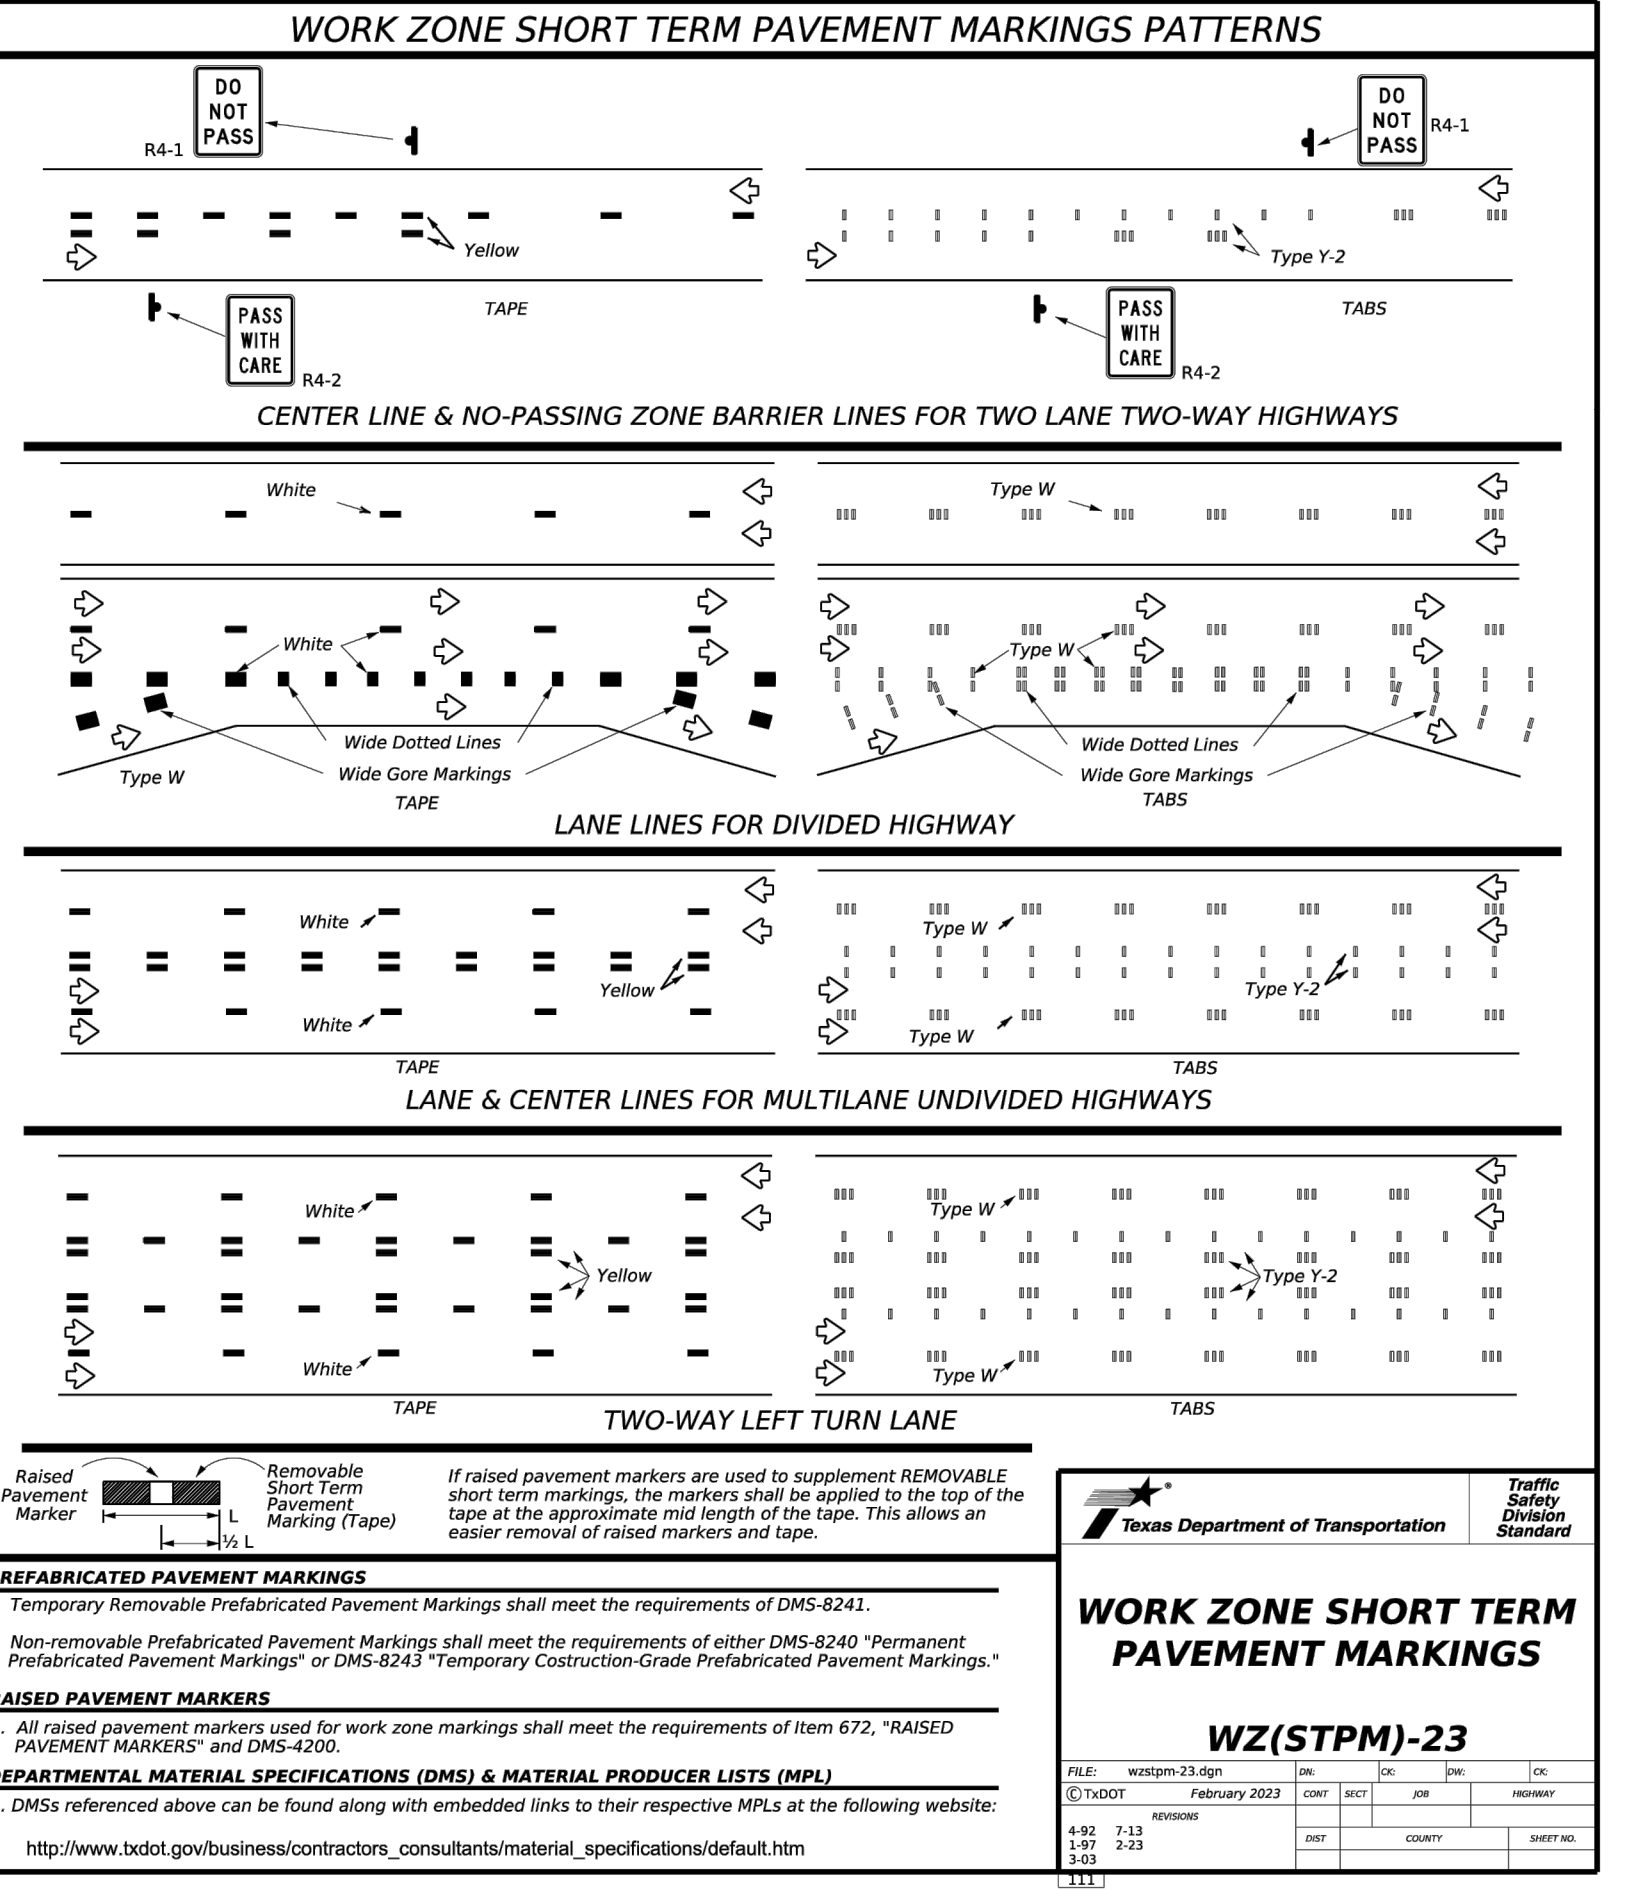 WORK ZONE SHORT TERM PAVEMENT MARKINGS PATTERNS
DO
NOT
PASS
R4-1
DO
NOT
PASS
R4-1
Yellow
Type Y-2
TAPE
TABS
PASS
WITH
CARE
R4-2
PASS
WITH
CARE
R4-2
CENTER LINE & NO-PASSING ZONE BARRIER LINES FOR TWO LANE TWO-WAY HIGHWAYS
White
Type W
White
Type W
Wide Dotted Lines
Wide Gore Markings
Type W
TAPE
Wide Dotted Lines
Wide Gore Markings
TABS
LANE LINES FOR DIVIDED HIGHWAY
White
Yellow
White
TAPE
Type W
Type Y-2
Type W
TABS
LANE & CENTER LINES FOR MULTILANE UNDIVIDED HIGHWAYS
White
Yellow
White
TAPE
Type W
Type Y-2
Type W
TABS
TWO-WAY LEFT TURN LANE
Raised
Pavement
Marker
Removable
Short Term
Pavement
Marking (Tape)
L
½ L
If raised pavement markers are used to supplement REMOVABLE
short term markings, the markers shall be applied to the top of the
tape at the approximate mid length of the tape. This allows an
easier removal of raised markers and tape.
REFABRICATED PAVEMENT MARKINGS
Temporary Removable Prefabricated Pavement Markings shall meet the requirements of DMS-8241.
Non-removable Prefabricated Pavement Markings shall meet the requirements of either DMS-8240 "Permanent
Prefabricated Pavement Markings" or DMS-8243 "Temporary Costruction-Grade Prefabricated Pavement Markings."
AISED PAVEMENT MARKERS
. All raised pavement markers used for work zone markings shall meet the requirements of Item 672, "RAISED
PAVEMENT MARKERS" and DMS-4200.
EPARTMENTAL MATERIAL SPECIFICATIONS (DMS) & MATERIAL PRODUCER LISTS (MPL)
. DMSs referenced above can be found along with embedded links to their respective MPLs at the following website:
http://www.txdot.gov/business/contractors_consultants/material_specifications/default.htm
®
Texas Department of Transportation
Traffic
Safety
Division
Standard
WORK ZONE SHORT TERM
PAVEMENT MARKINGS
WZ(STPM)-23
FILE: wzstpm-23.dgn DN: CK: DW: CK:
© TxDOT February 2023 CONT SECT JOB HIGHWAY
REVISIONS
4-92 7-13
1-97 2-23
3-03
DIST COUNTY SHEET NO.
111